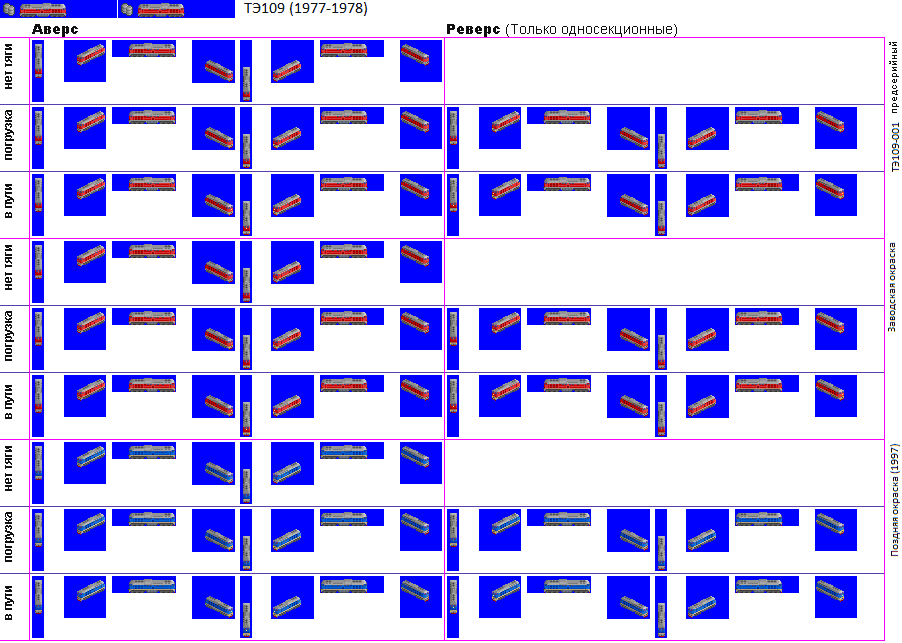 ТЭ109 (1977-1978)
Аверс
Реверс (Только односекционные)
нет тяги
погрузка
в пути
ТЭ109-001 предсерийный
нет тяги
погрузка
в пути
Заводская окраска
нет тяги
погрузка
в пути
Поздняя окраска (1997)